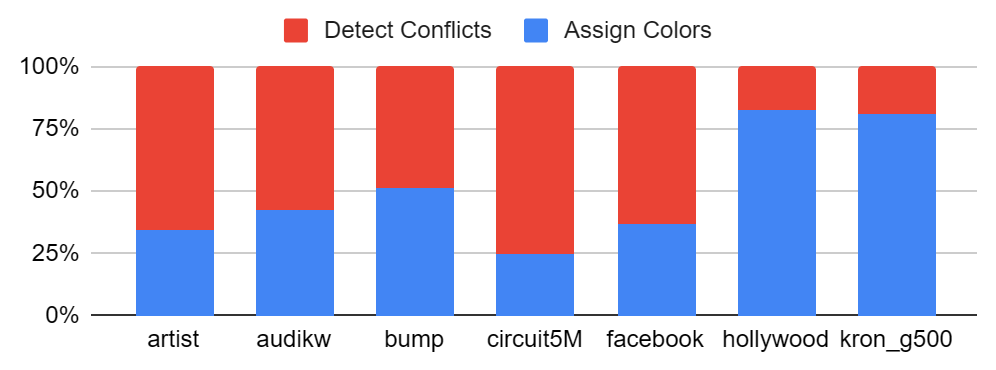 Detect Conflicts Assign Colors
100%
75%
50%
25%
0%
artist audikw bump circuit5M facebook hollywood kron_g500